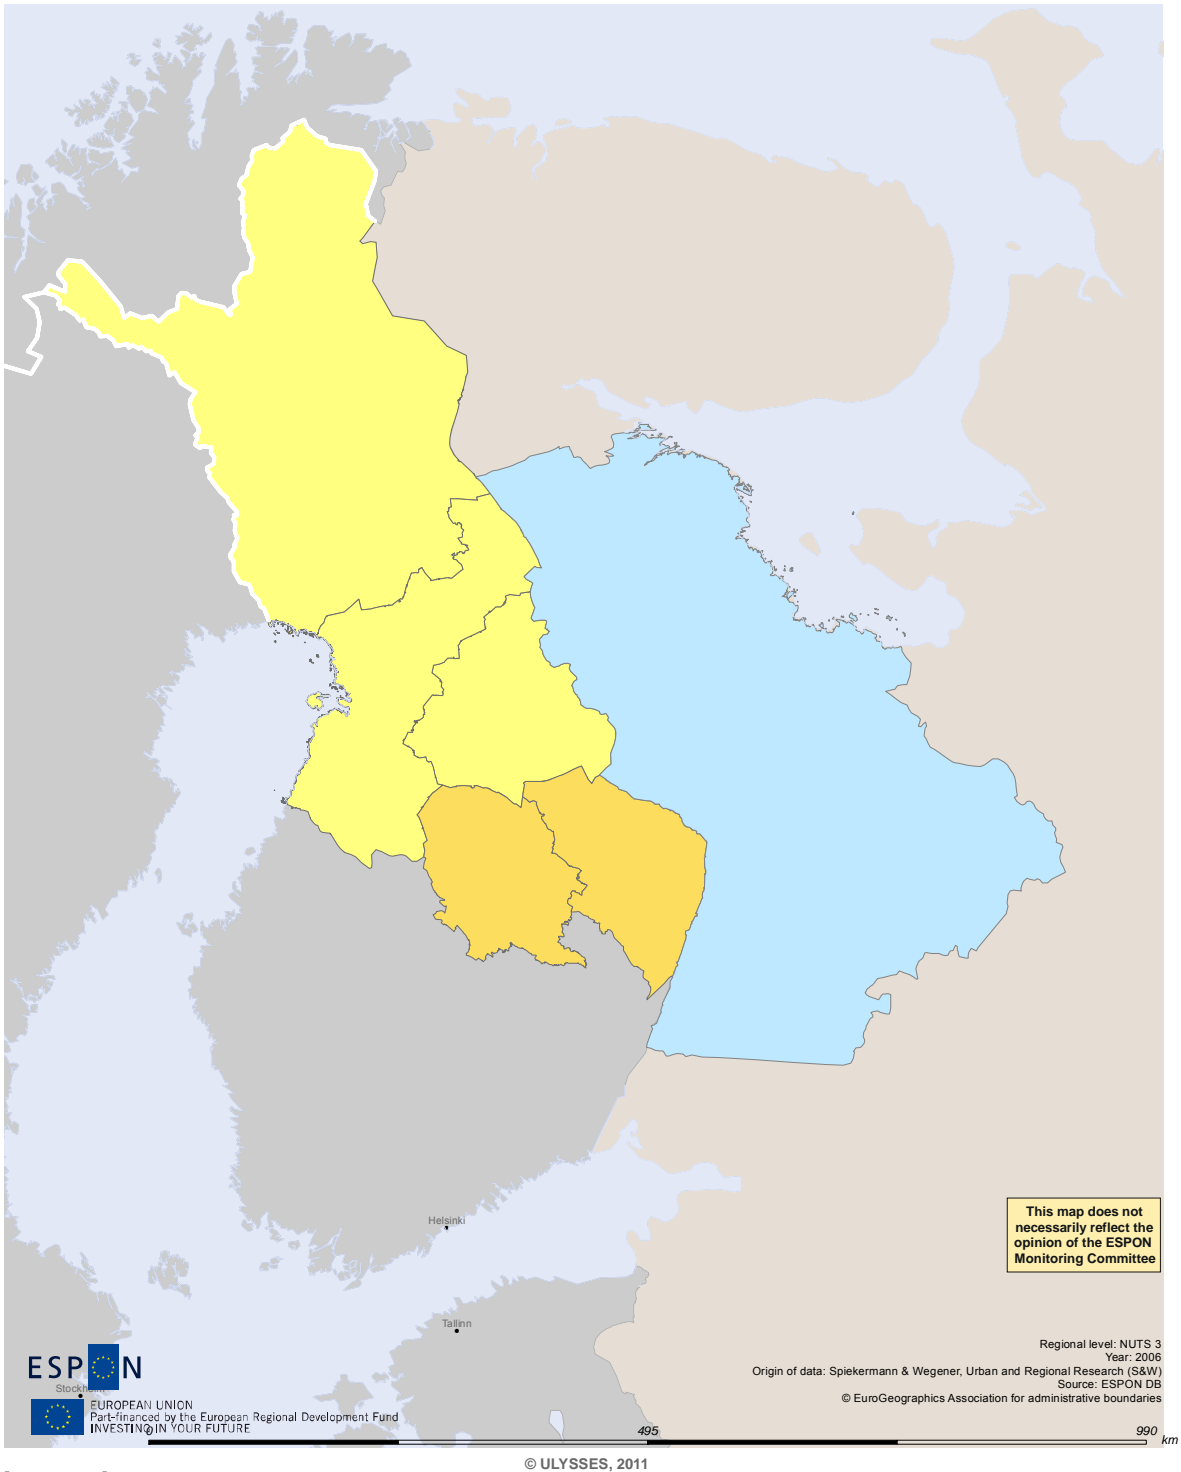 Helsinki
This map does not
necessarily reflect the
opinion of the ESPON
Monitoring Committee
Tallinn
Regional level: NUTS 3
Year: 2006
Origin of data: Spiekermann & Wegener, Urban and Regional Research (S&W)
Source: ESPON DB
© EuroGeographics Association for administrative boundaries
ESPON
Stockholm
EUROPEAN UNION
Part-financed by the European Regional Development Fund
INVESTING IN YOUR FUTURE
0 495 990 km
© ULYSSES, 2011